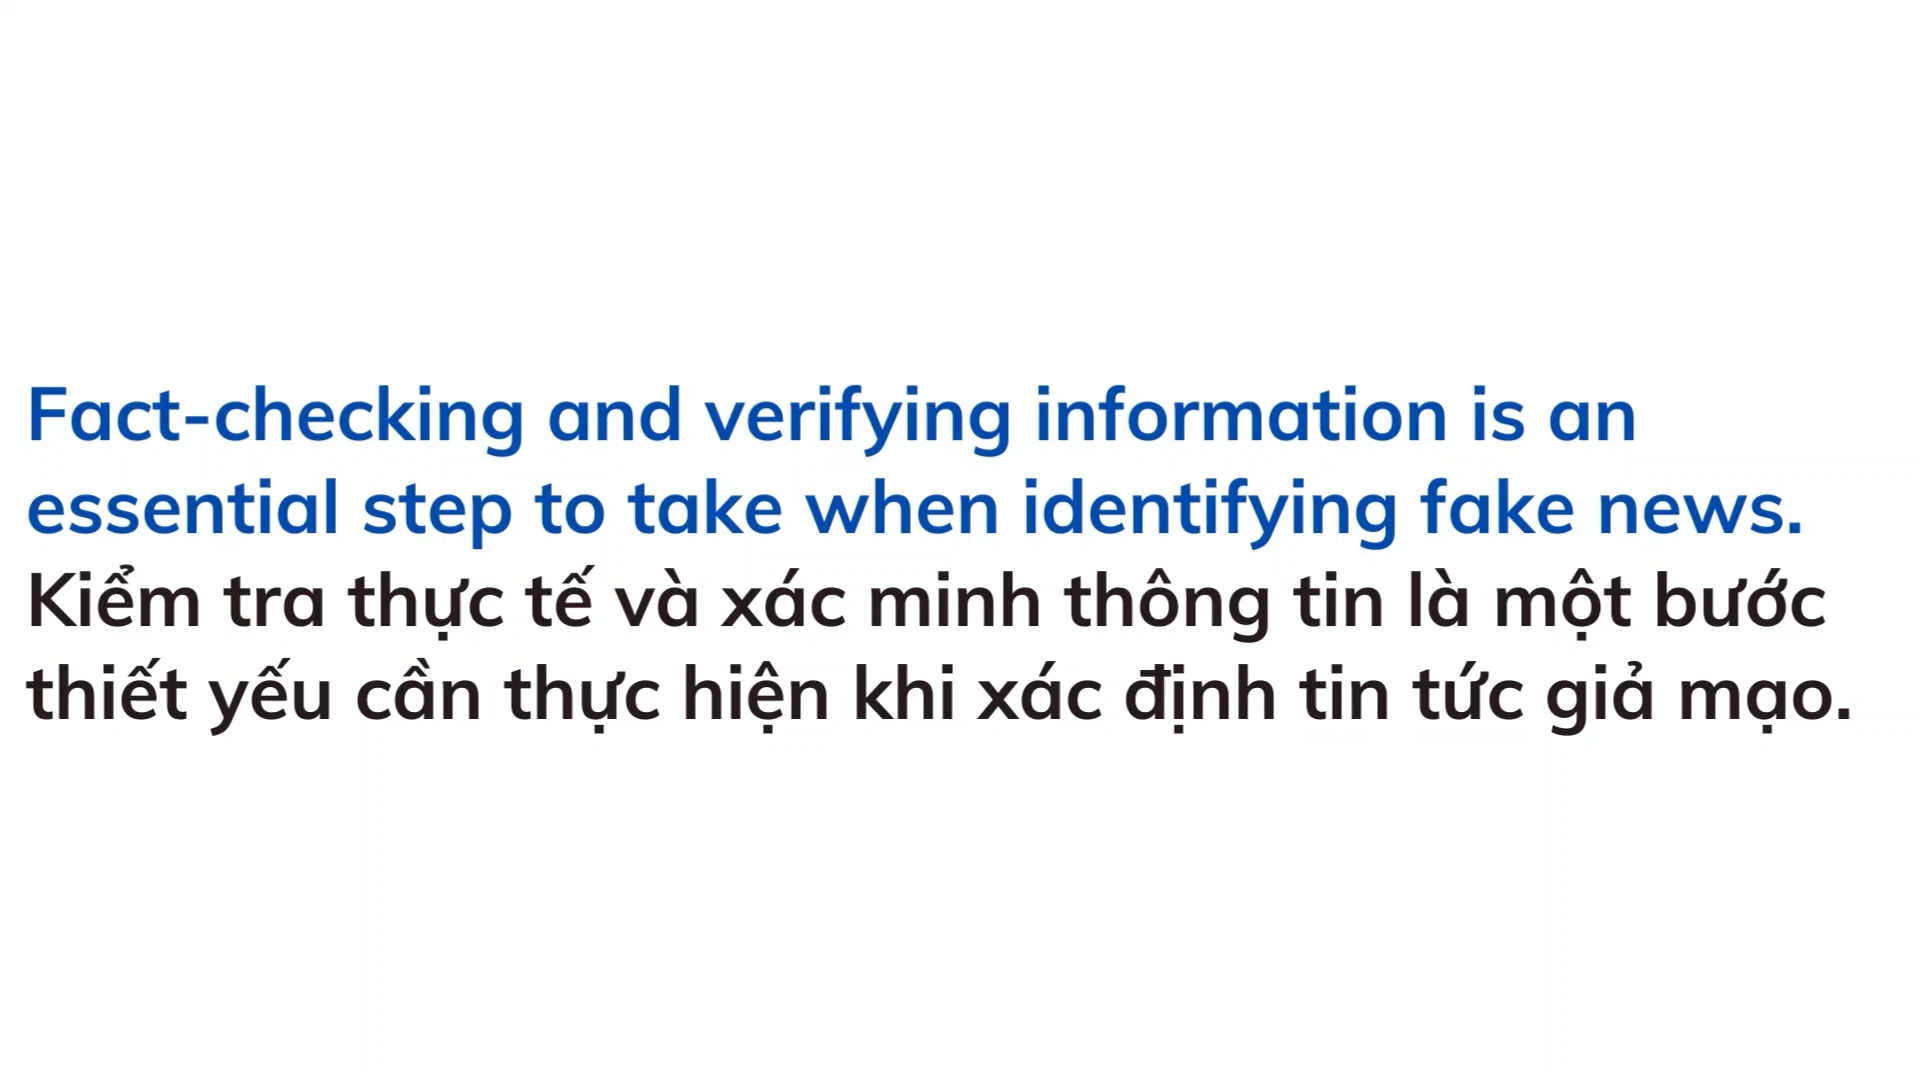 Fact-checking and verifying information is an
essential step to take when identifying fake news.
Kiểm tra thực tế và xác minh thông tin là một bước
thiết yếu cần thực hiện khi xác định tin tức giả mạo.